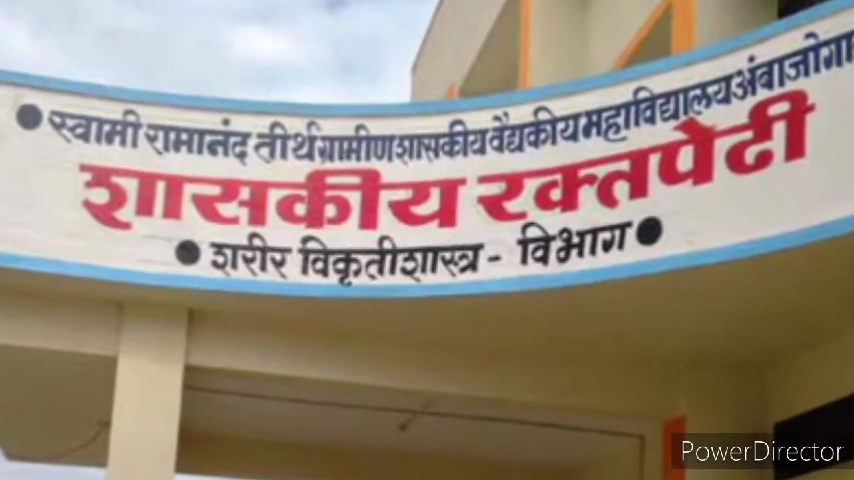 स्वामी रामानंद तीर्थ ग्रामीण शासकीय वैद्यकीय महाविद्यालय अंबाजोगा
शासकीय रक्तपेढी
शरीर विकृतीशास्त्र - विभाग
PowerDirector